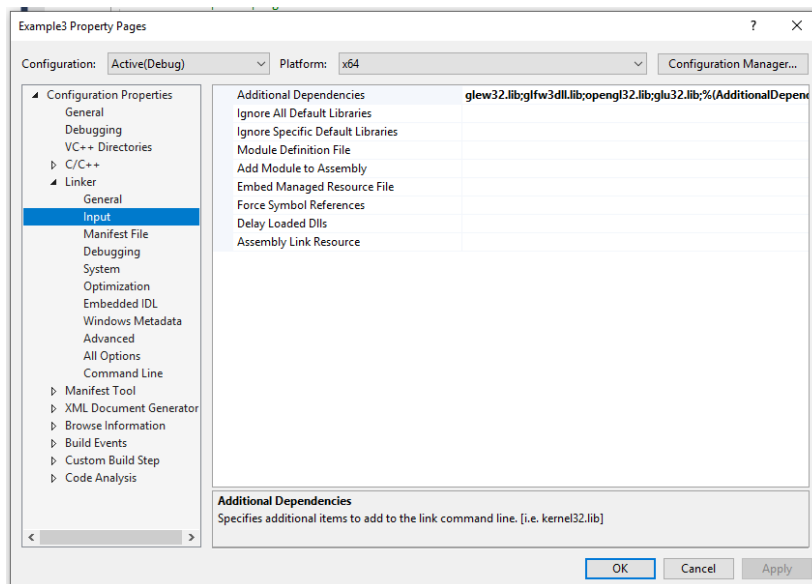 Example3 Property Pages ? ×
Configuration: Active(Debug) Platform: x64 Configuration Manager...
Configuration Properties
General
Debugging
VC++ Directories
C/C++
Linker
General
Input
Manifest File
Debugging
System
Optimization
Embedded IDL
Windows Metadata
Advanced
All Options
Command Line
Manifest Tool
XML Document Generator
Browse Information
Build Events
Custom Build Step
Code Analysis
Additional Dependencies glew32.lib;glfw3dll.lib;opengl32.lib;glu32.lib;%(AdditionalDepend
Ignore All Default Libraries
Ignore Specific Default Libraries
Module Definition File
Add Module to Assembly
Embed Managed Resource File
Force Symbol References
Delay Loaded Dlls
Assembly Link Resource
Additional Dependencies
Specifies additional items to add to the link command line. [i.e. kernel32.lib]
OK Cancel Apply